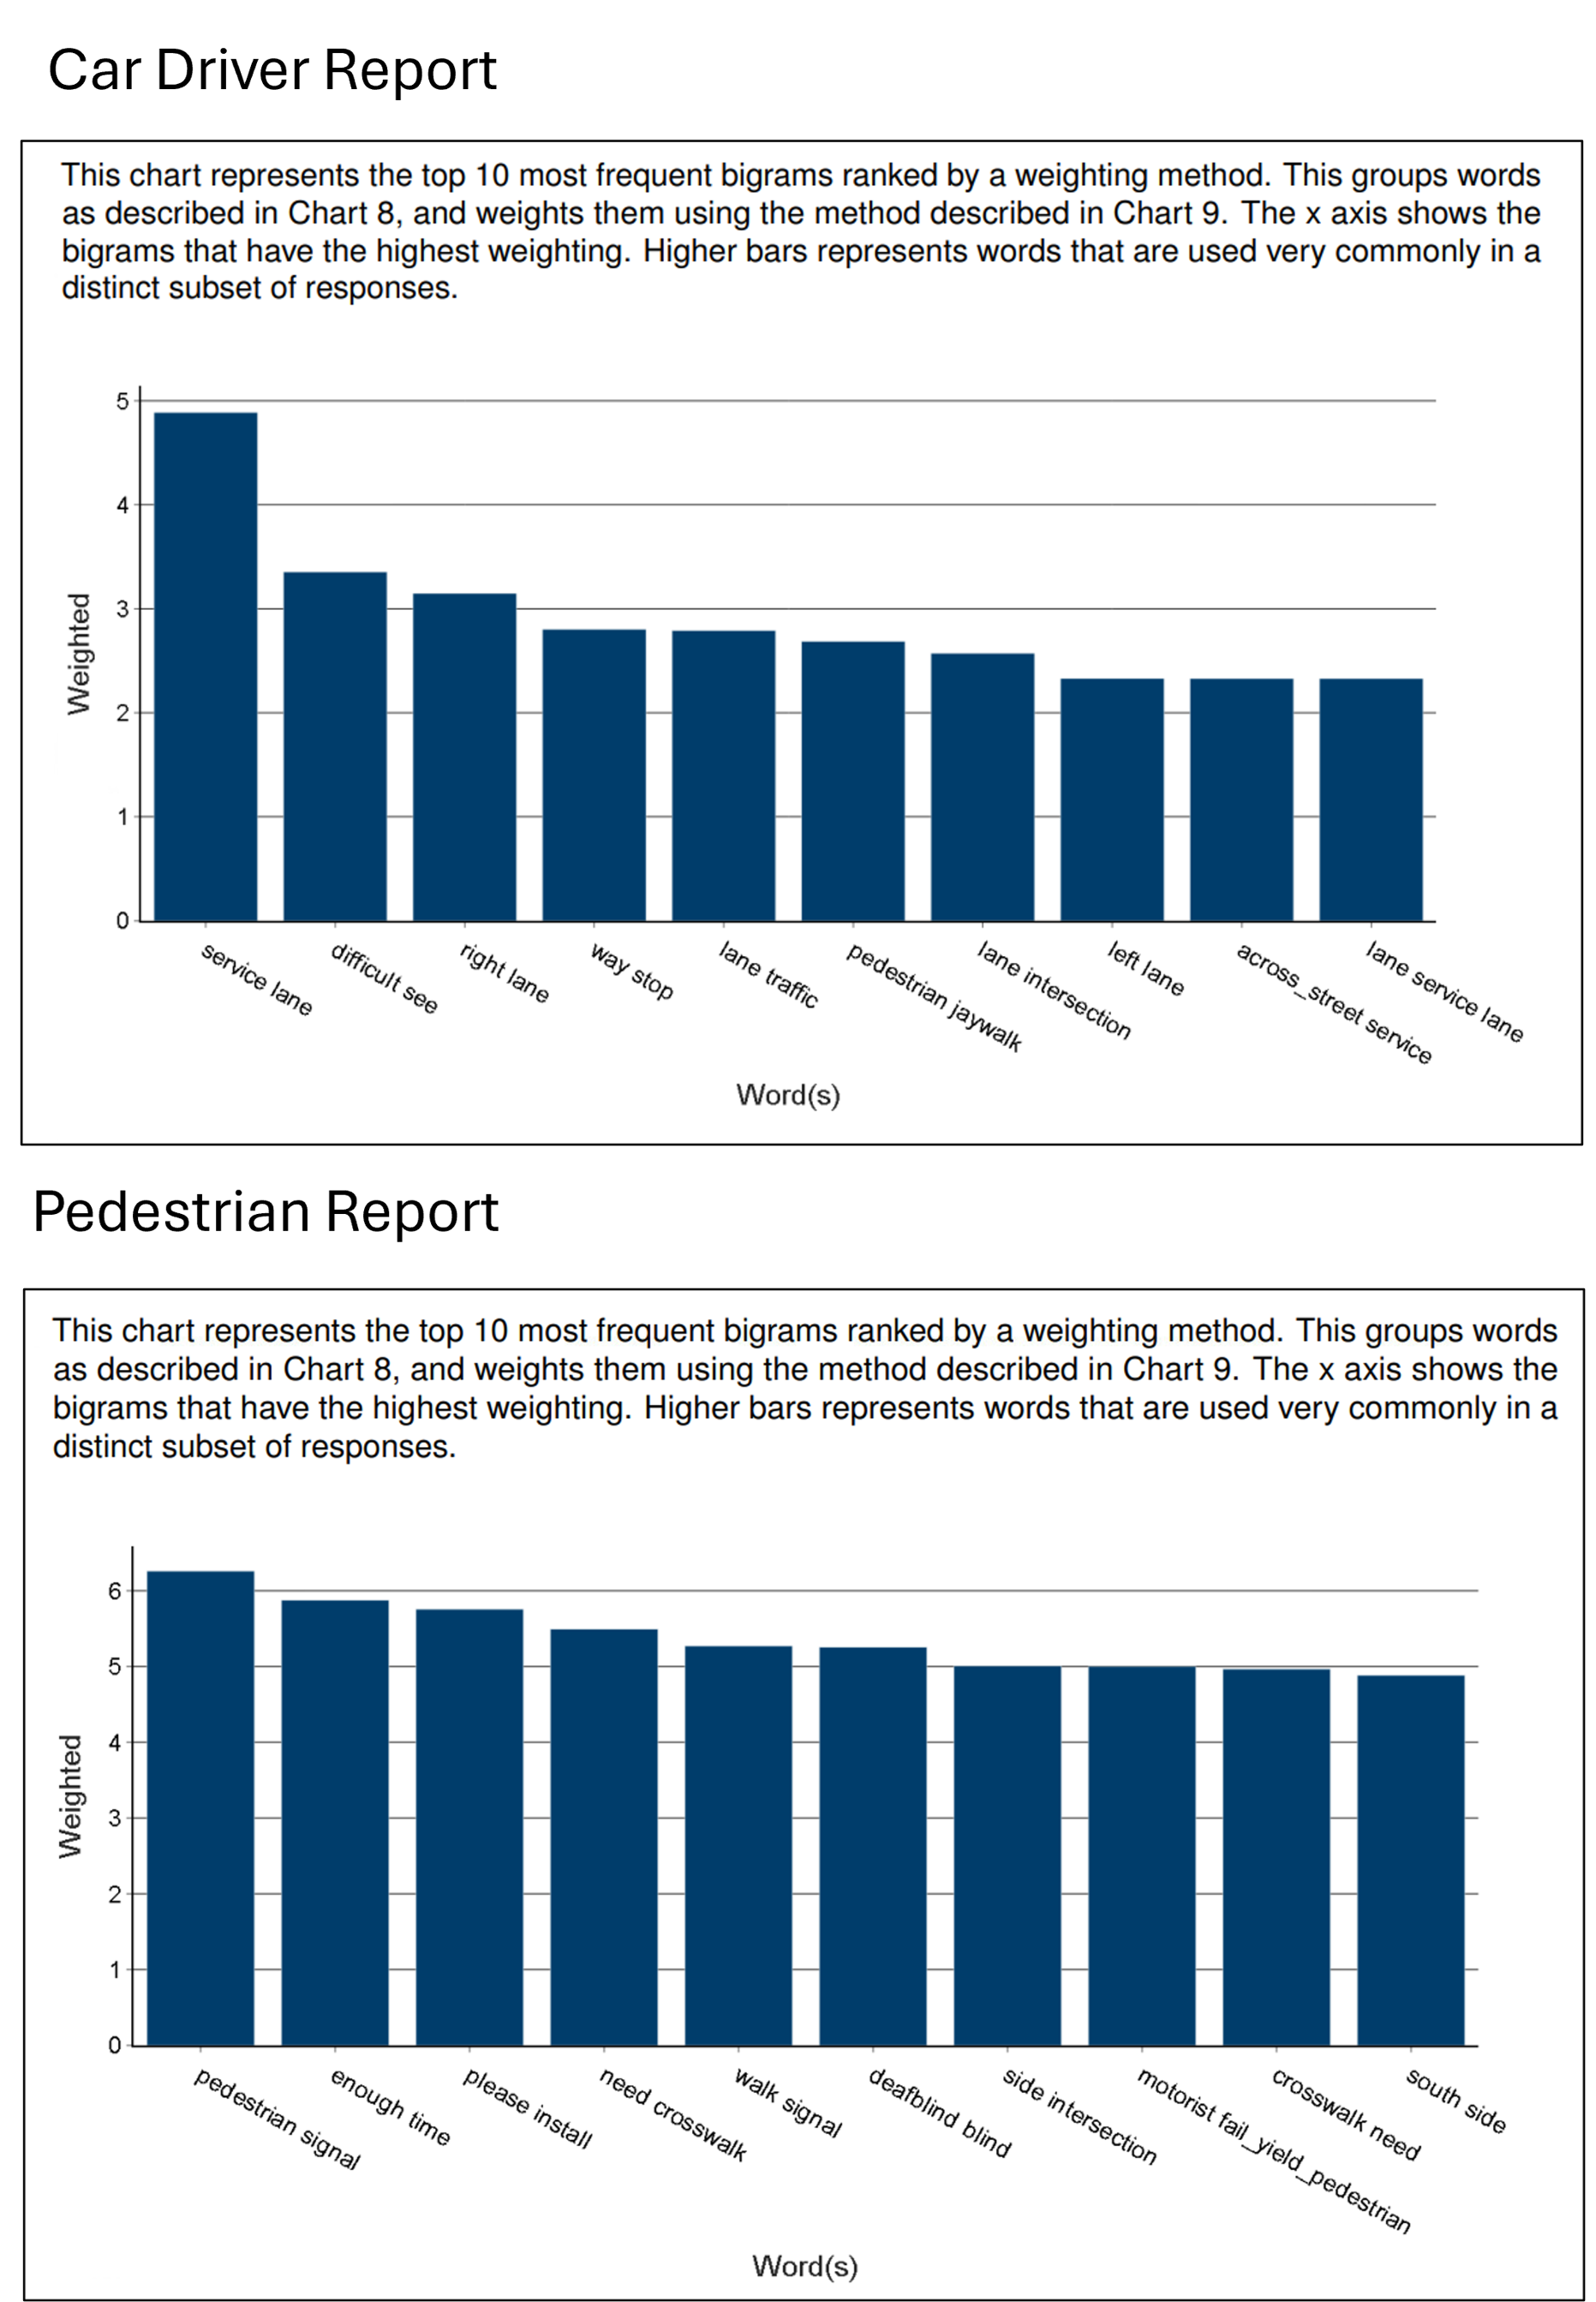 Car Driver Report
This chart represents the top 10 most frequent bigrams ranked by a weighting method. This groups words
as described in Chart 8, and weights them using the method described in Chart 9. The x axis shows the
bigrams that have the highest weighting. Higher bars represents words that are used very commonly in a
distinct subset of responses.
5
4
3
2
1
0
Weighted
service lane
difficult see
right lane
way stop
lane traffic
pedestrian jaywalk
lane intersection
left lane
across_street service
lane service lane
Word(s)
Pedestrian Report
This chart represents the top 10 most frequent bigrams ranked by a weighting method. This groups words
as described in Chart 8, and weights them using the method described in Chart 9. The x axis shows the
bigrams that have the highest weighting. Higher bars represents words that are used very commonly in a
distinct subset of responses.
6
5
4
3
2
1
0
Weighted
pedestrian signal
enough time
please install
need crosswalk
walk signal
deafblind blind
side intersection
motorist fail_yield_pedestrian
crosswalk need
south side
Word(s)